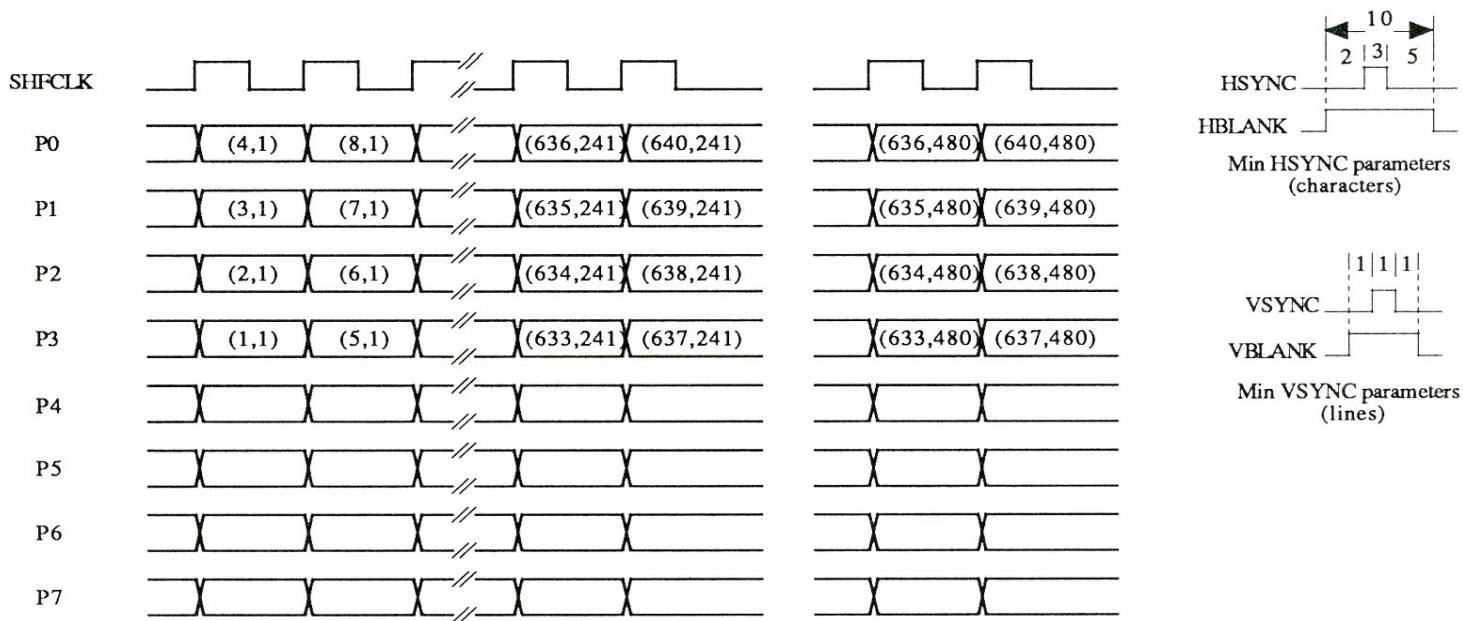 SHFCLK
P0 (4,1) (8,1) (636,241) (640,241) (636,480) (640,480)
P1 (3,1) (7,1) (635,241) (639,241) (635,480) (639,480)
P2 (2,1) (6,1) (634,241) (638,241) (634,480) (638,480)
P3 (1,1) (5,1) (633,241) (637,241) (633,480) (637,480)
P4
P5
P6
P7
10
2 3 5
HSYNC
HBLANK
Min HSYNC parameters
(characters)
1 1 1
VSYNC
VBLANK
Min VSYNC parameters
(lines)